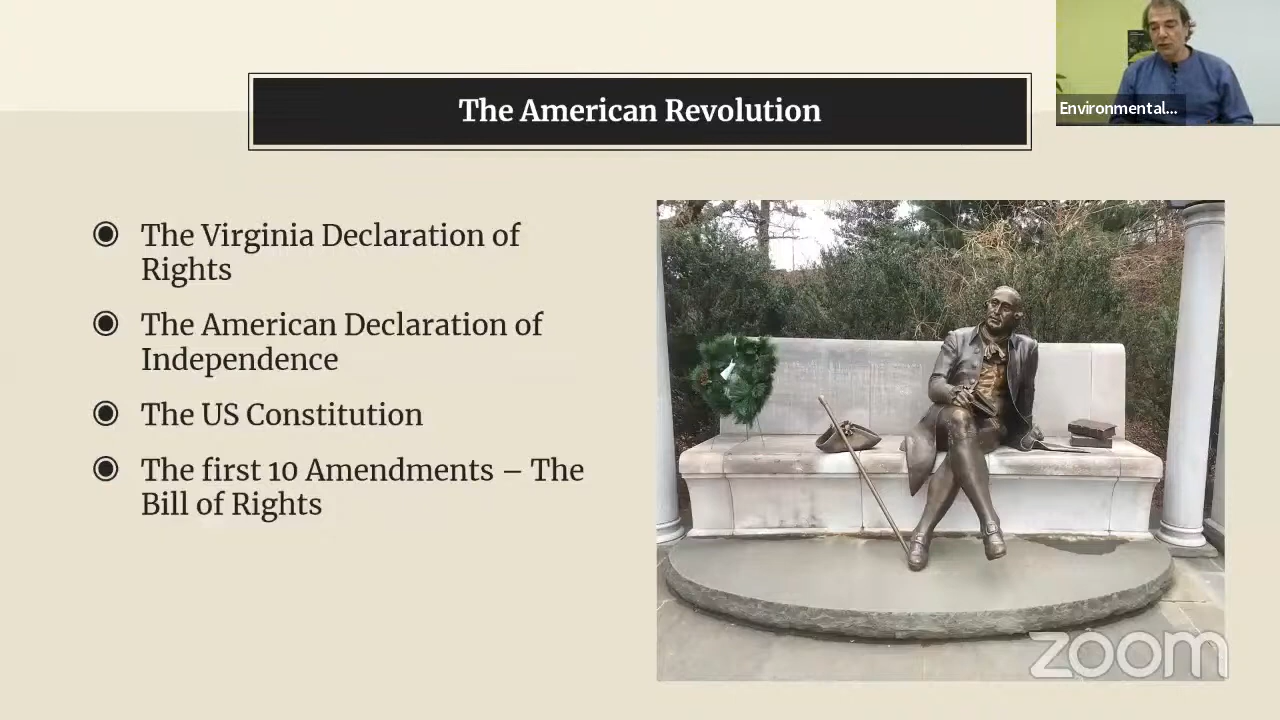 Environmental...
The American Revolution
The Virginia Declaration of
Rights
The American Declaration of
Independence
The US Constitution
The first 10 Amendments – The
Bill of Rights
zoom